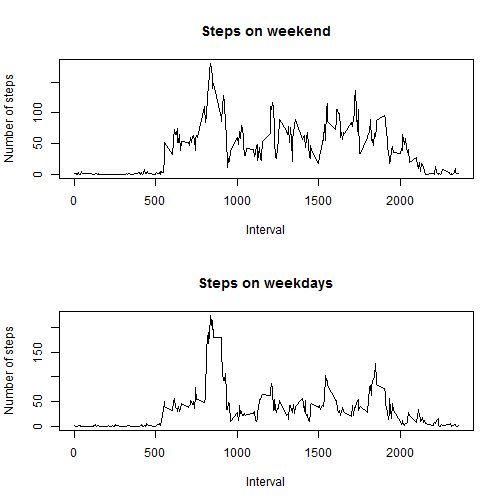 Steps on weekend
Number of steps
0 50 100
0 500 1000 1500 2000
Interval
Steps on weekdays
Number of steps
0 50 150
0 500 1000 1500 2000
Interval